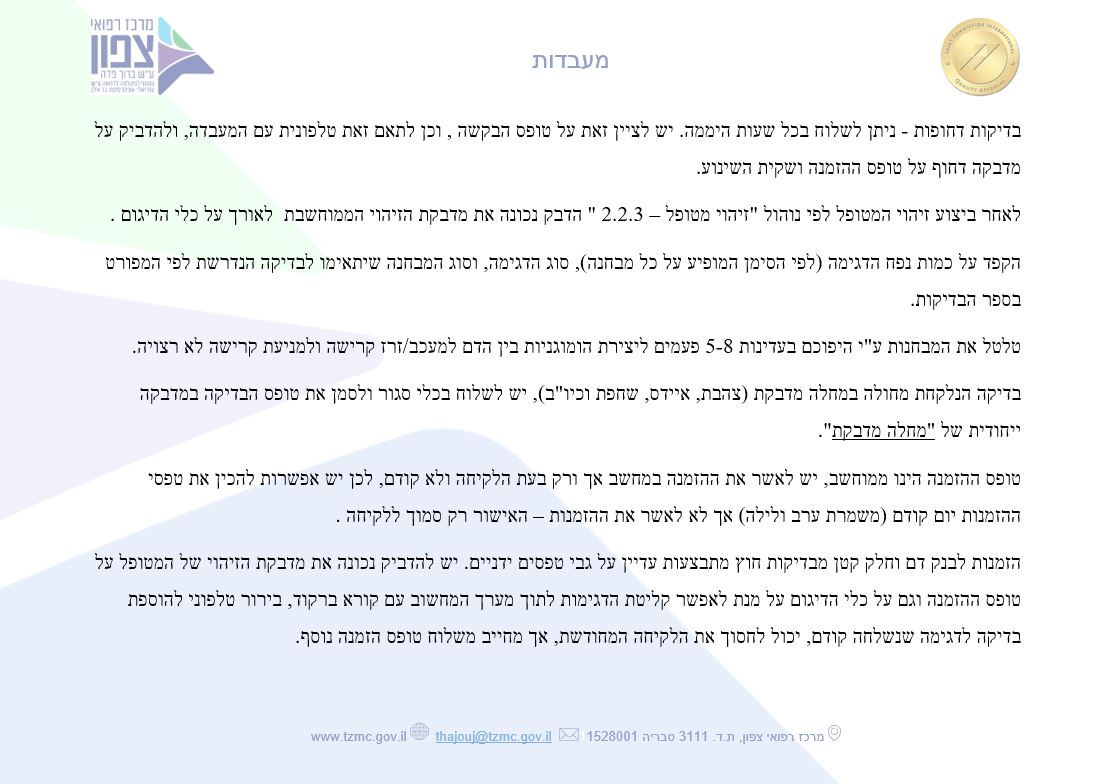 מרכז רפואי
צפון
ע"ש ברוך פדה
מעבדות
JOINT COMMISSION INTERNATIONAL
QUALITY APPROVAL
בדיקות דחופות - ניתן לשלוח בכל שעות היממה. יש לציין זאת על טופס הבקשה , וכן לתאם זאת טלפונית עם המעבדה, ולהדביק על
מדבקה דחוף על טופס ההזמנה ושקית השינוע.
לאחר ביצוע זיהוי המטופל לפי נוהול "זיהוי מטופל – 2.2.3 " הדבק נכונה את מדבקת הזיהוי הממוחשבת לאורך על כלי הדיגום .
הקפד על כמות נפח הדגימה (לפי הסימן המופיע על כל מבחנה), סוג הדגימה, וסוג המבחנה שיתאימו לבדיקה הנדרשת לפי המפורט
בספר הבדיקות.
טלטל את המבחנות ע"י היפוכם בעדינות 5-8 פעמים ליצירת הומוגניות בין הדם למעכב/זרז קרישה ולמניעת קרישה לא רצויה.
בדיקה הנלקחת מחולה במחלה מדבקת (צהבת, איידס, שחפת וכיו"ב), יש לשלוח בכלי סגור ולסמן את טופס הבדיקה במדבקה
ייחודית של "מחלה מדבקת".
טופס ההזמנה הינו ממוחשב, יש לאשר את ההזמנה במחשב אך ורק בעת הלקיחה ולא קודם, לכן יש אפשרות להכין את טפסי
ההזמנות יום קודם (משמרת ערב ולילה) אך לא לאשר את ההזמנות – האישור רק סמוך ללקיחה .
הזמנות לבנק דם וחלק קטן מבדיקות חוץ מתבצעות עדיין על גבי טפסים ידניים. יש להדביק נכונה את מדבקת הזיהוי של המטופל על
טופס ההזמנה וגם על כלי הדיגום על מנת לאפשר קליטת הדגימות לתוך מערך המחשוב עם קורא ברקוד, בירור טלפוני להוספת
בדיקה לדגימה שנשלחה קודם, יכול לחסוך את הלקיחה המחודשת, אך מחייב משלוח טופס הזמנה נוסף.
מרכז רפואי צפון, ת.ד. 3111 טבריה 1528001 thajouj@tzmc.gov.il www.tzmc.gov.il